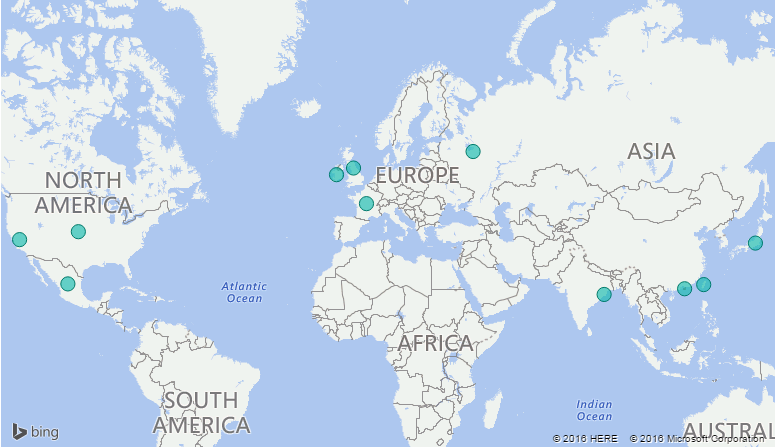 NORTH
AMERICA
EUROPE
ASIA
Atlantic
Ocean
AFRICA
SOUTH
AMERICA
Indian
Ocean
AUSTRAL
bing
© 2016 HERE © 2016 Microsoft Corporation